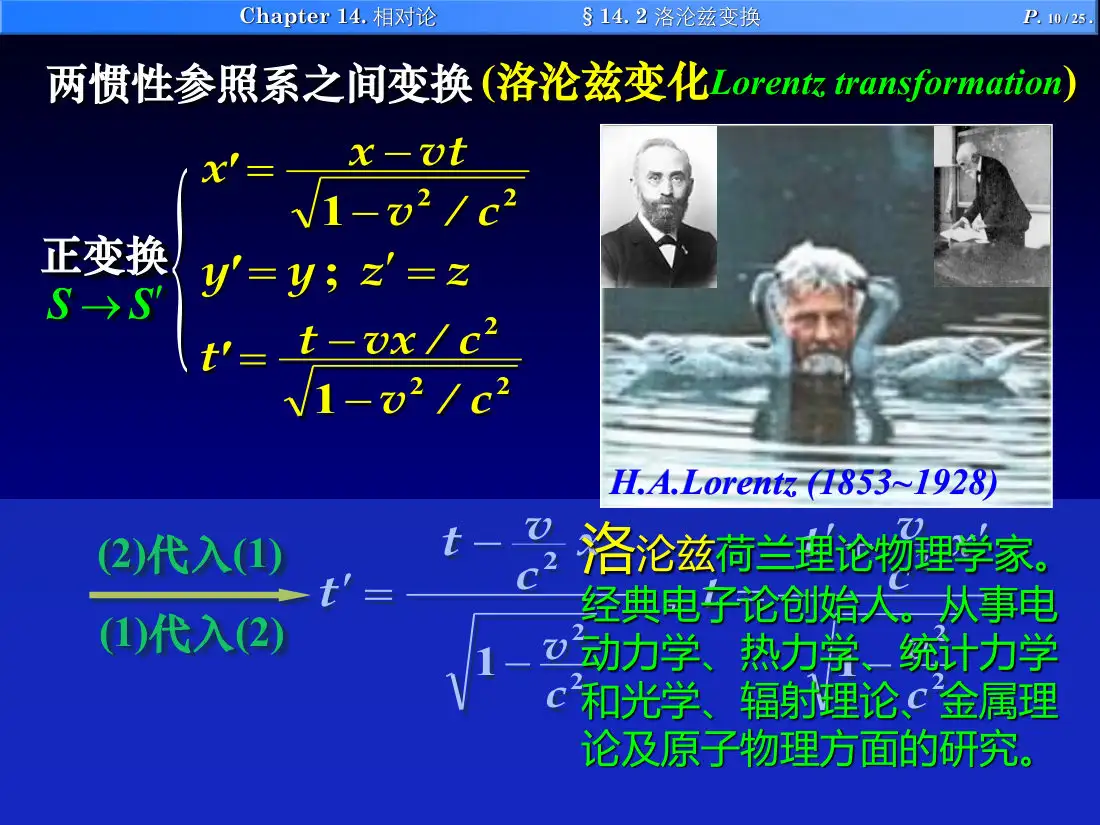 Chapter 14. 相对论 § 14. 2 洛沦兹变换 P. 10 / 25 .
两惯性参照系之间变换 (洛沦兹变化Lorentz transformation)
x′ = (x − vt) / √(1 − v² / c²)
正变换
S → S′
y′ = y ; z′ = z
t′ = (t − vx / c²) / √(1 − v² / c²)
H.A.Lorentz (1853~1928)
(2)代入(1)
(1)代入(2)
t′ = (t − (v/c²) x) / √(1 − v²/c²)
洛沦兹荷兰理论物理学家。
经典电子论创始人。从事电
动力学、热力学、统计力学
和光学、辐射理论、金属理
论及原子物理方面的研究。